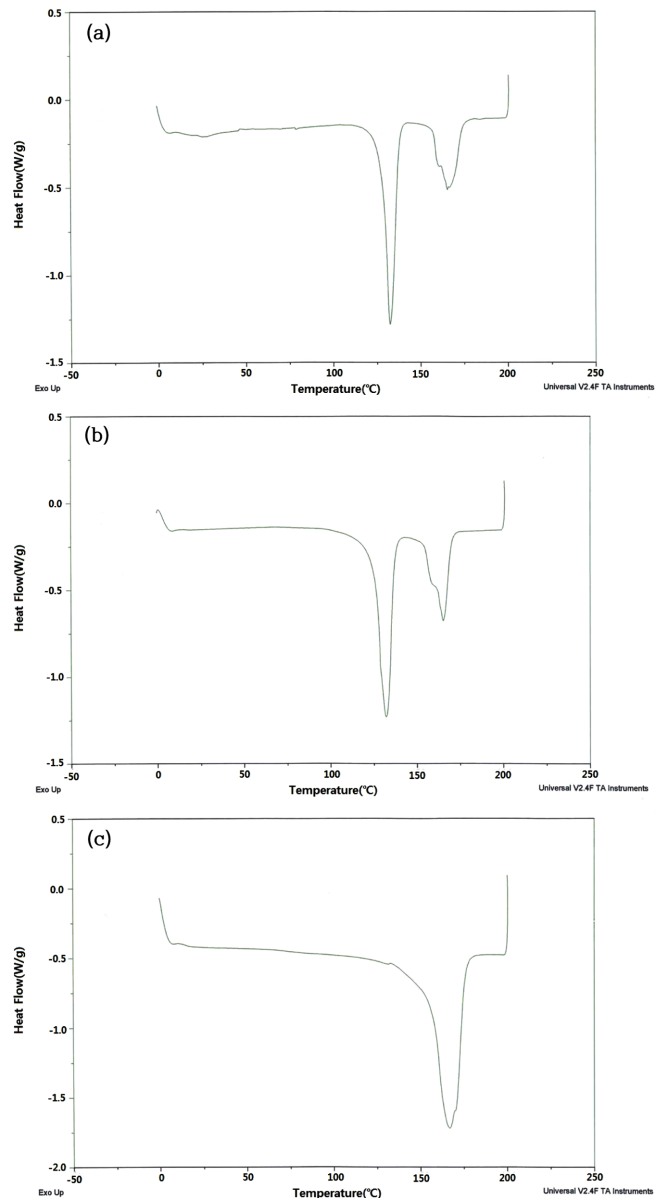 (a)
0.5
0.0
-0.5
-1.0
-1.5
Heat Flow(W/g)
-50
0
50
100
150
200
250
Exo Up
Temperature(℃)
Universal V2.4F TA Instruments
(b)
0.5
0.0
-0.5
-1.0
-1.5
Heat Flow(W/g)
-50
0
50
100
150
200
250
Exo Up
Temperature(℃)
Universal V2.4F TA Instruments
(c)
0.5
0.0
-0.5
-1.0
-1.5
-2.0
Heat Flow(W/g)
-50
0
50
100
150
200
250
Exo Up
Temperature(℃)
Universal V2.4F TA Instruments